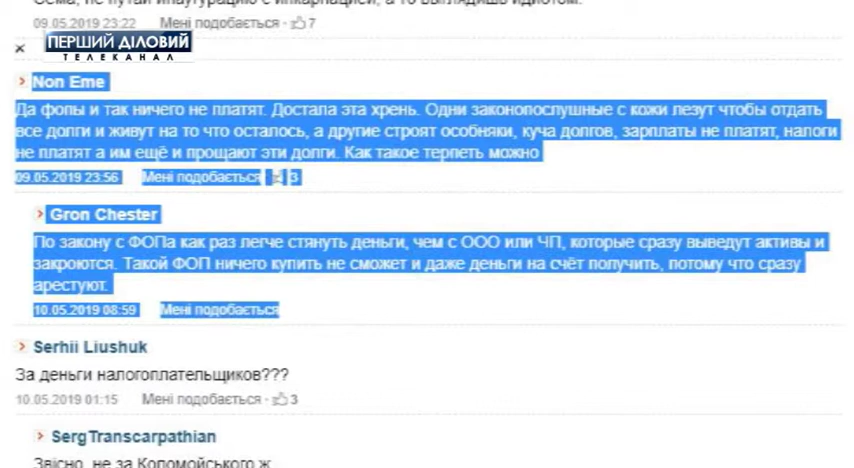 Сёма, не путай инаугурацию с инкарнацией, а то выглядишь идиотом.
09.05.2019 23:22 Мені подобається · 7
ПЕРШИЙ ДІЛОВИЙ
ТЕЛЕКАНАЛ
Non Eme
Да фопы и так ничего не платят. Достала эта хрень. Одни законопослушные с кожи лезут чтобы отдать
все долги и живут на то что осталось, а другие строят особняки, куча долгов, зарплаты не платят, налоги
не платят а им ещё и прощают эти долги. Как такое терпеть можно
09.05.2019 23:56 Мені подобається 3
Gron Chester
По закону с ФОПа как раз легче стянуть деньги, чем с ООО или ЧП, которые сразу выведут активы и
закроются. Такой ФОП ничего купить не сможет и даже деньги на счёт получить, потому что сразу
арестуют.
10.05.2019 08:59 Мені подобається
Serhii Liushuk
За деньги налогоплательщиков???
10.05.2019 01:15 Мені подобається · 3
SergTranscarpathian
Звісно, не за Коломойського ж